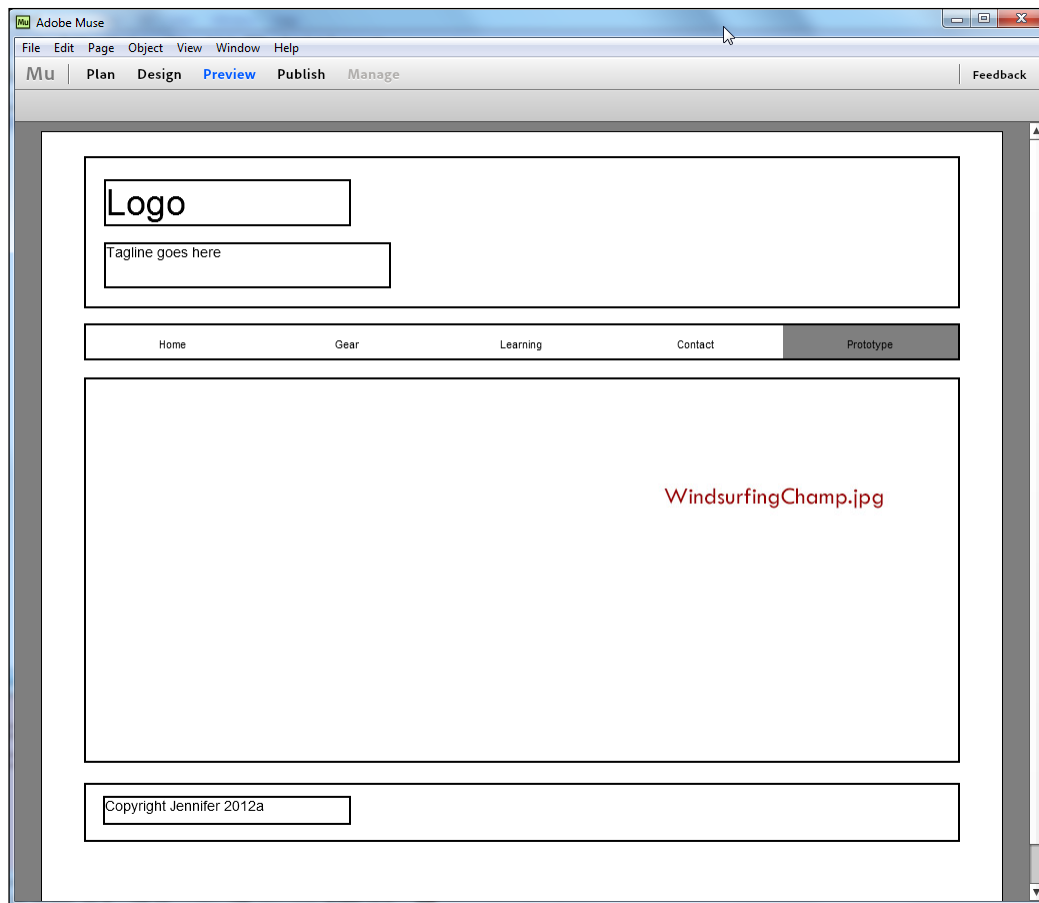 Mu Adobe Muse
File Edit Page Object View Window Help
Mu Plan Design Preview Publish Manage Feedback
Logo
Tagline goes here
Home Gear Learning Contact Prototype
WindsurfingChamp.jpg
Copyright Jennifer 2012a